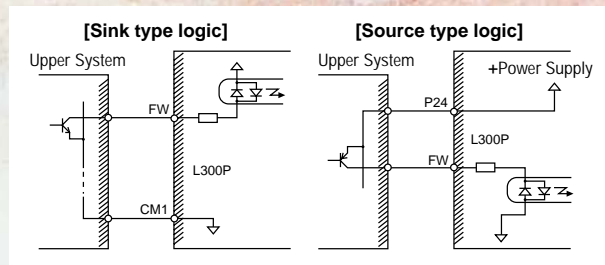 [Sink type logic]
Upper System
FW
L300P
CM1
[Source type logic]
Upper System
+Power Supply
P24
L300P
FW